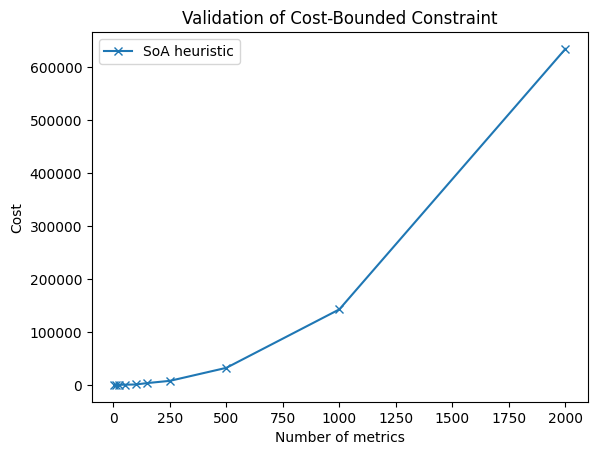 Validation of Cost-Bounded Constraint
SoA heuristic
Cost
600000
500000
400000
300000
200000
100000
0
0 250 500 750 1000 1250 1500 1750 2000
Number of metrics